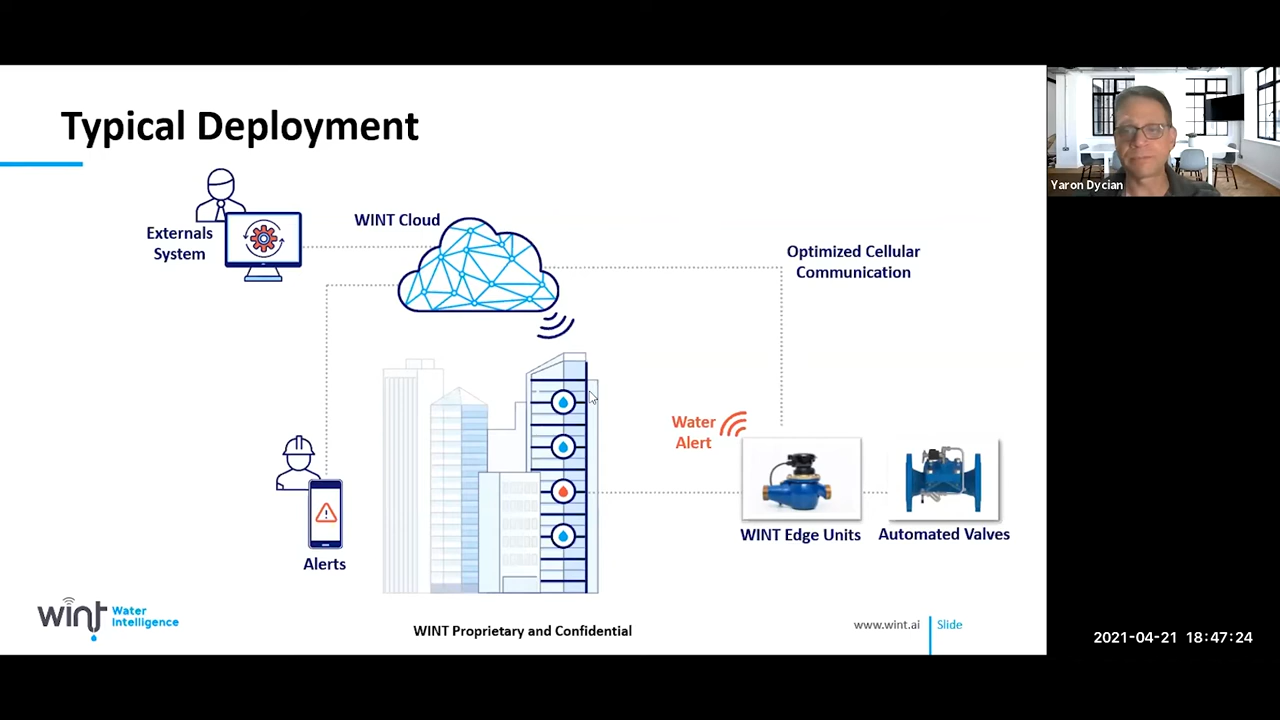 Typical Deployment
Yaron Dycian
WINT Cloud
Externals
System
Optimized Cellular
Communication
Water
Alert
WINT Edge Units
Automated Valves
Alerts
wint Water
Intelligence
WINT Proprietary and Confidential
www.wint.ai
Slide
2021-04-21 18:47:24